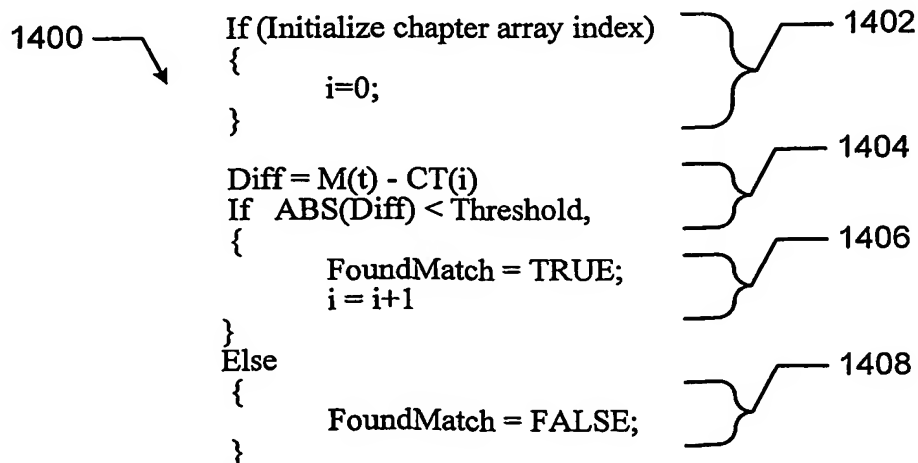 1400
If (Initialize chapter array index)
1402
{
i=0;
}
1404
Diff = M(t) - CT(i)
If ABS(Diff) < Threshold,
1406
{
FoundMatch = TRUE;
i = i+1
}
Else
1408
{
FoundMatch = FALSE;
}